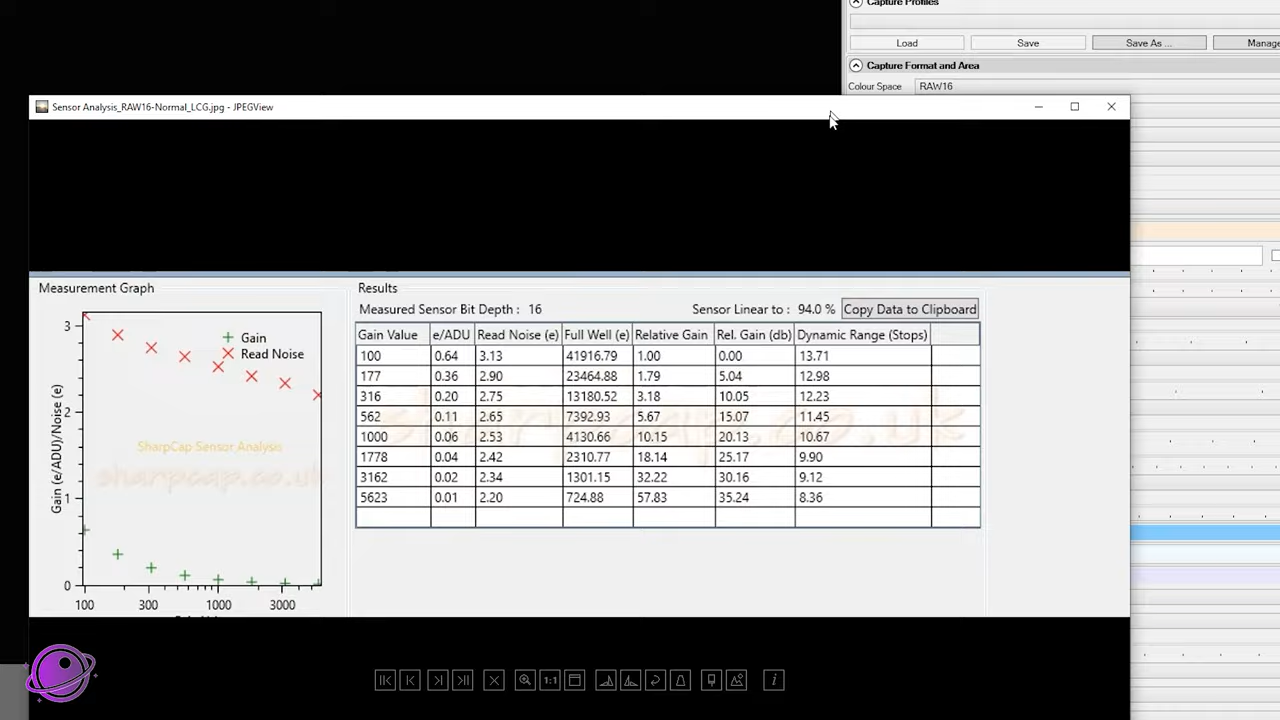 Capture Profiles
Load Save Save As ... Manage
Capture Format and Area
Colour Space RAW16
Sensor Analysis_RAW16-Normal_LCG.jpg - JPEGView
Measurement Graph
Gain (e/ADU)/Noise (e)
3
2
1
0
100 300 1000 3000
Gain
Read Noise
SharpCap Sensor Analysis
sharpcap.co.uk
Results
Measured Sensor Bit Depth : 16 Sensor Linear to : 94.0 % Copy Data to Clipboard
Gain Value e/ADU Read Noise (e) Full Well (e) Relative Gain Rel. Gain (db) Dynamic Range (Stops)
100 0.64 3.13 41916.79 1.00 0.00 13.71
177 0.36 2.90 23464.88 1.79 5.04 12.98
316 0.20 2.75 13180.52 3.18 10.05 12.23
562 0.11 2.65 7392.93 5.67 15.07 11.45
1000 0.06 2.53 4130.66 10.15 20.13 10.67
1778 0.04 2.42 2310.77 18.14 25.17 9.90
3162 0.02 2.34 1301.15 32.22 30.16 9.12
5623 0.01 2.20 724.88 57.83 35.24 8.36
sharpcap.co.uk
1:1
i